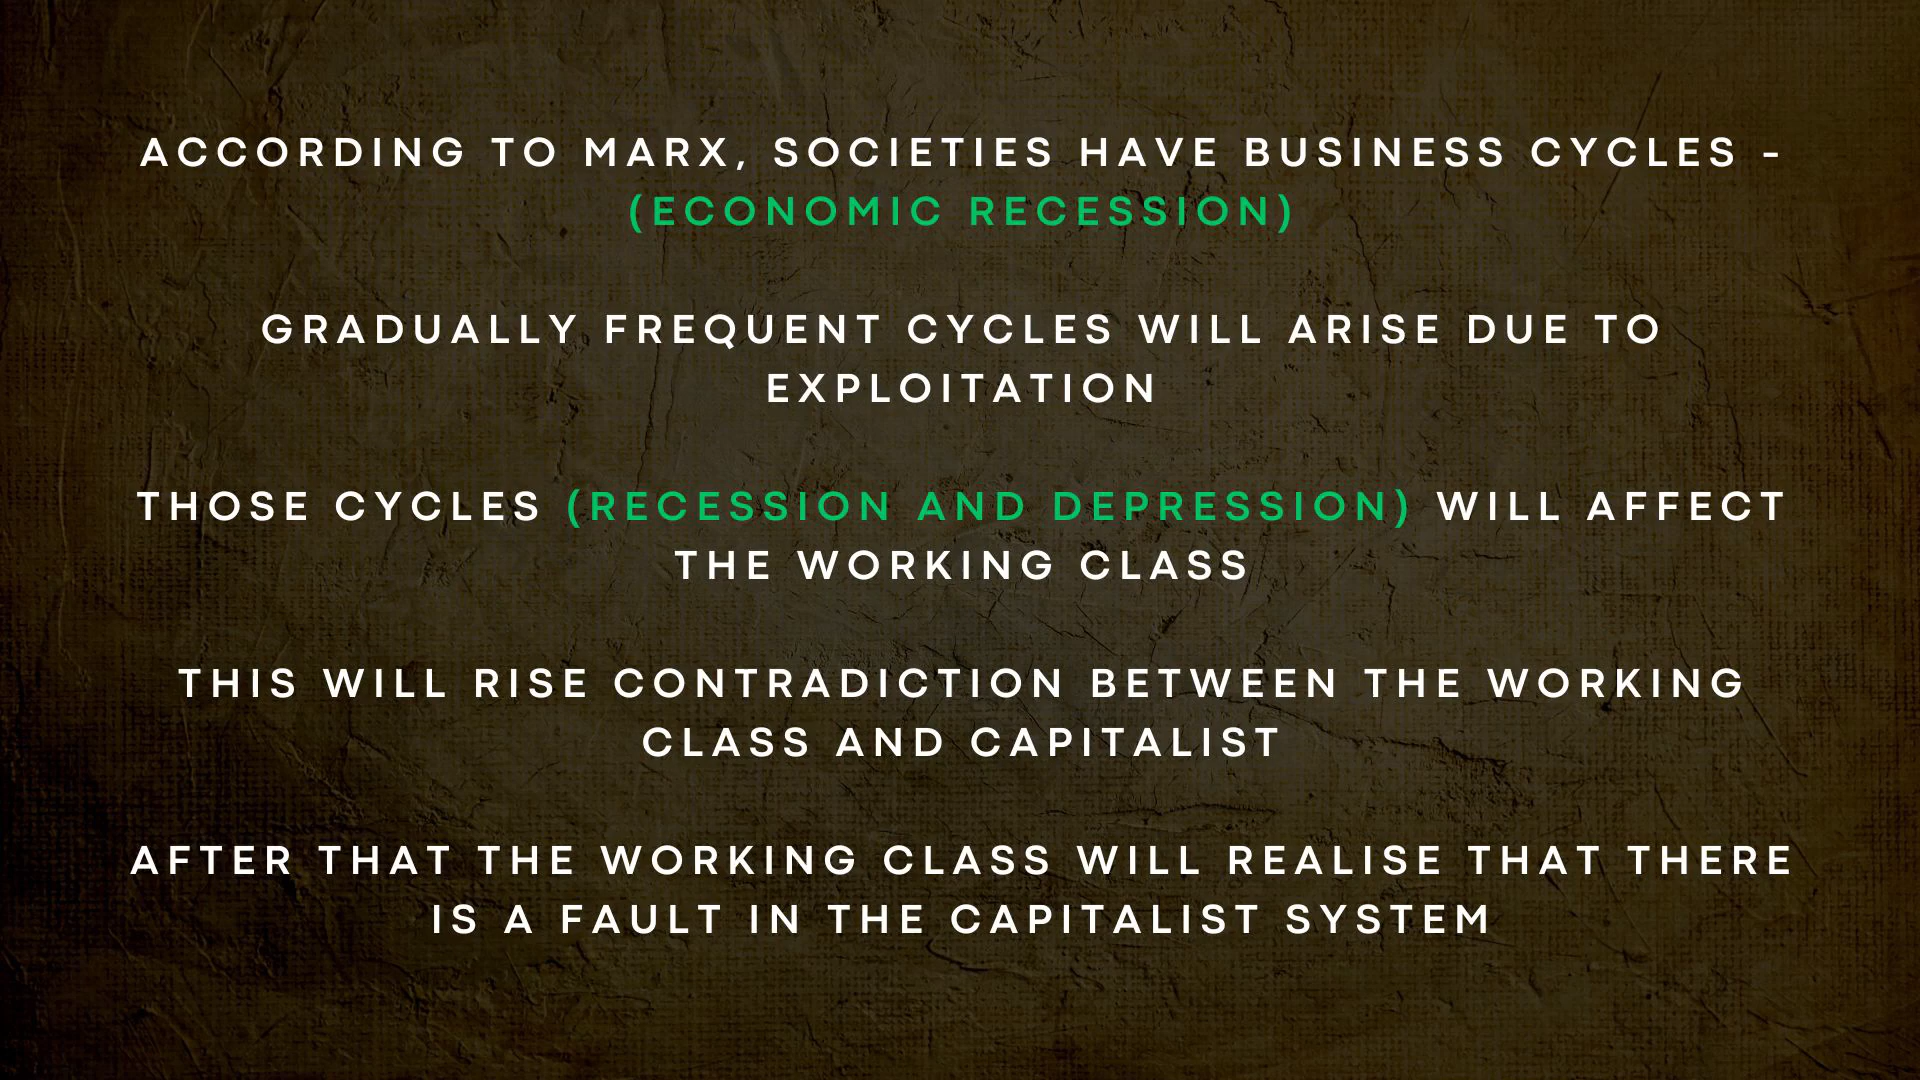 ACCORDING TO MARX, SOCIETIES HAVE BUSINESS CYCLES -
(ECONOMIC RECESSION)
GRADUALLY FREQUENT CYCLES WILL ARISE DUE TO
EXPLOITATION
THOSE CYCLES (RECESSION AND DEPRESSION) WILL AFFECT
THE WORKING CLASS
THIS WILL RISE CONTRADICTION BETWEEN THE WORKING
CLASS AND CAPITALIST
AFTER THAT THE WORKING CLASS WILL REALISE THAT THERE
IS A FAULT IN THE CAPITALIST SYSTEM